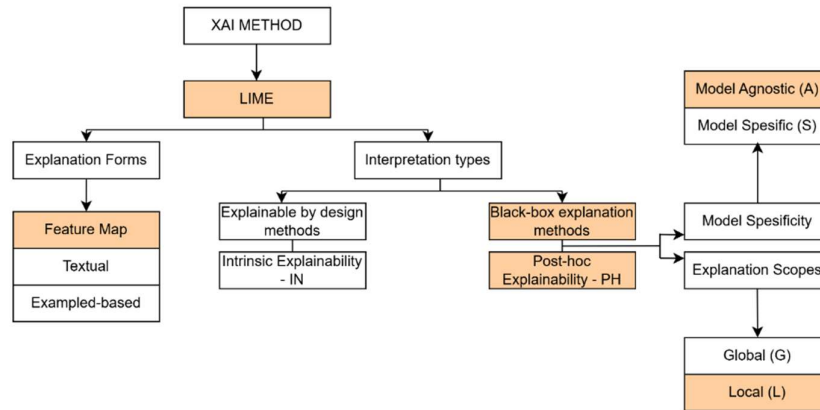 XAI METHOD
LIME
Explanation Forms
Interpretation types
Feature Map
Textual
Exampled-based
Explainable by design
methods
Intrinsic Explainability
- IN
Black-box explanation
methods
Post-hoc
Explainability - PH
Model Agnostic (A)
Model Spesific (S)
Model Spesificity
Explanation Scopes
Global (G)
Local (L)